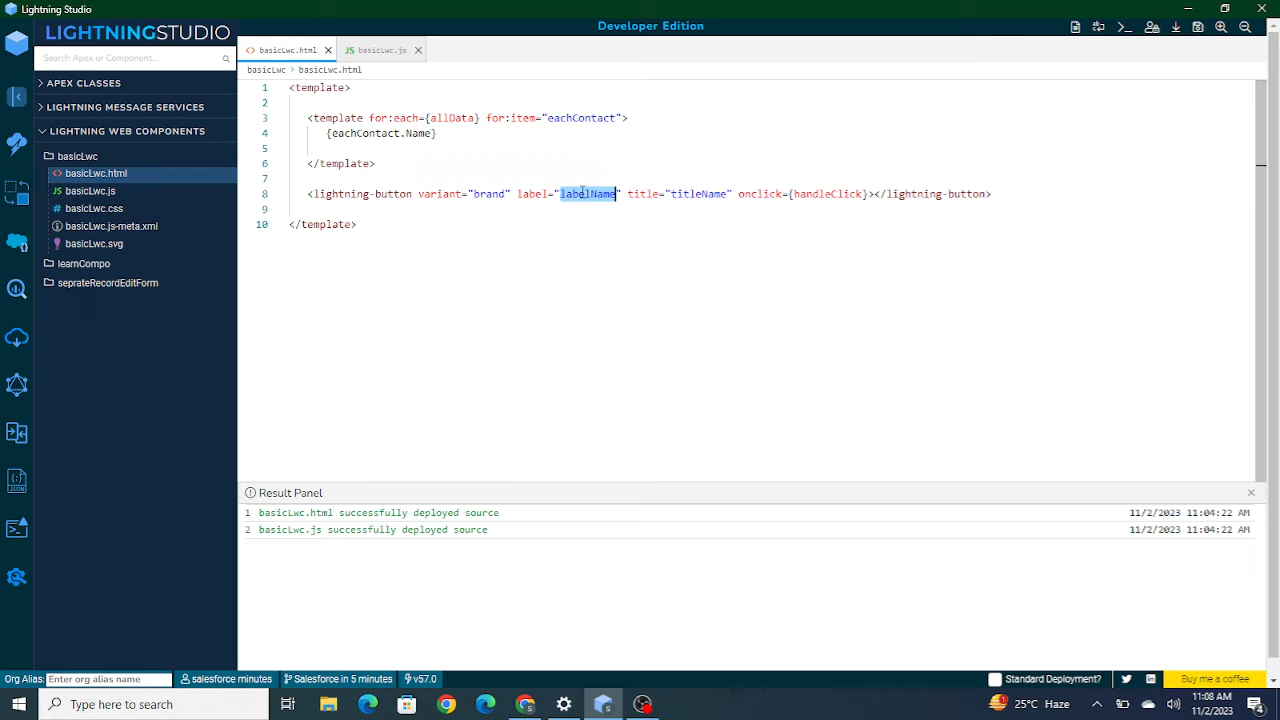 Lightning Studio
LIGHTNINGSTUDIO
Developer Edition
Search Apex or Component...
basicLwc.html
JS basicLwc.js
basicLwc > basicLwc.html
APEX CLASSES
LIGHTNING MESSAGE SERVICES
LIGHTNING WEB COMPONENTS
basicLwc
<> basicLwc.html
JS basicLwc.js
# basicLwc.css
basicLwc.js-meta.xml
basicLwc.svg
learnCompo
seprateRecordEditForm
1 <template>
2
3 <template for:each={allData} for:item="eachContact">
4 {eachContact.Name}
5
6 </template>
7
8 <lightning-button variant="brand" label="labelName" title="titleName" onclick={handleClick}></lightning-button>
9
10 </template>
Result Panel
1 basicLwc.html successfully deployed source 11/2/2023 11:04:22 AM
2 basicLwc.js successfully deployed source 11/2/2023 11:04:22 AM
Org Alias: Enter org alias name salesforce minutes Salesforce in 5 minutes v57.0 Standard Deployment? Buy me a coffee
Type here to search 25°C Haze 11:08 AM
11/2/2023
4